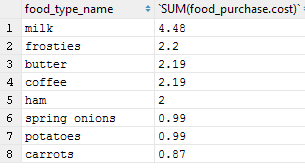 food_type_name `SUM(food_purchase.cost)`
1 milk 4.48
2 frosties 2.2
3 butter 2.19
4 coffee 2.19
5 ham 2
6 spring onions 0.99
7 potatoes 0.99
8 carrots 0.87